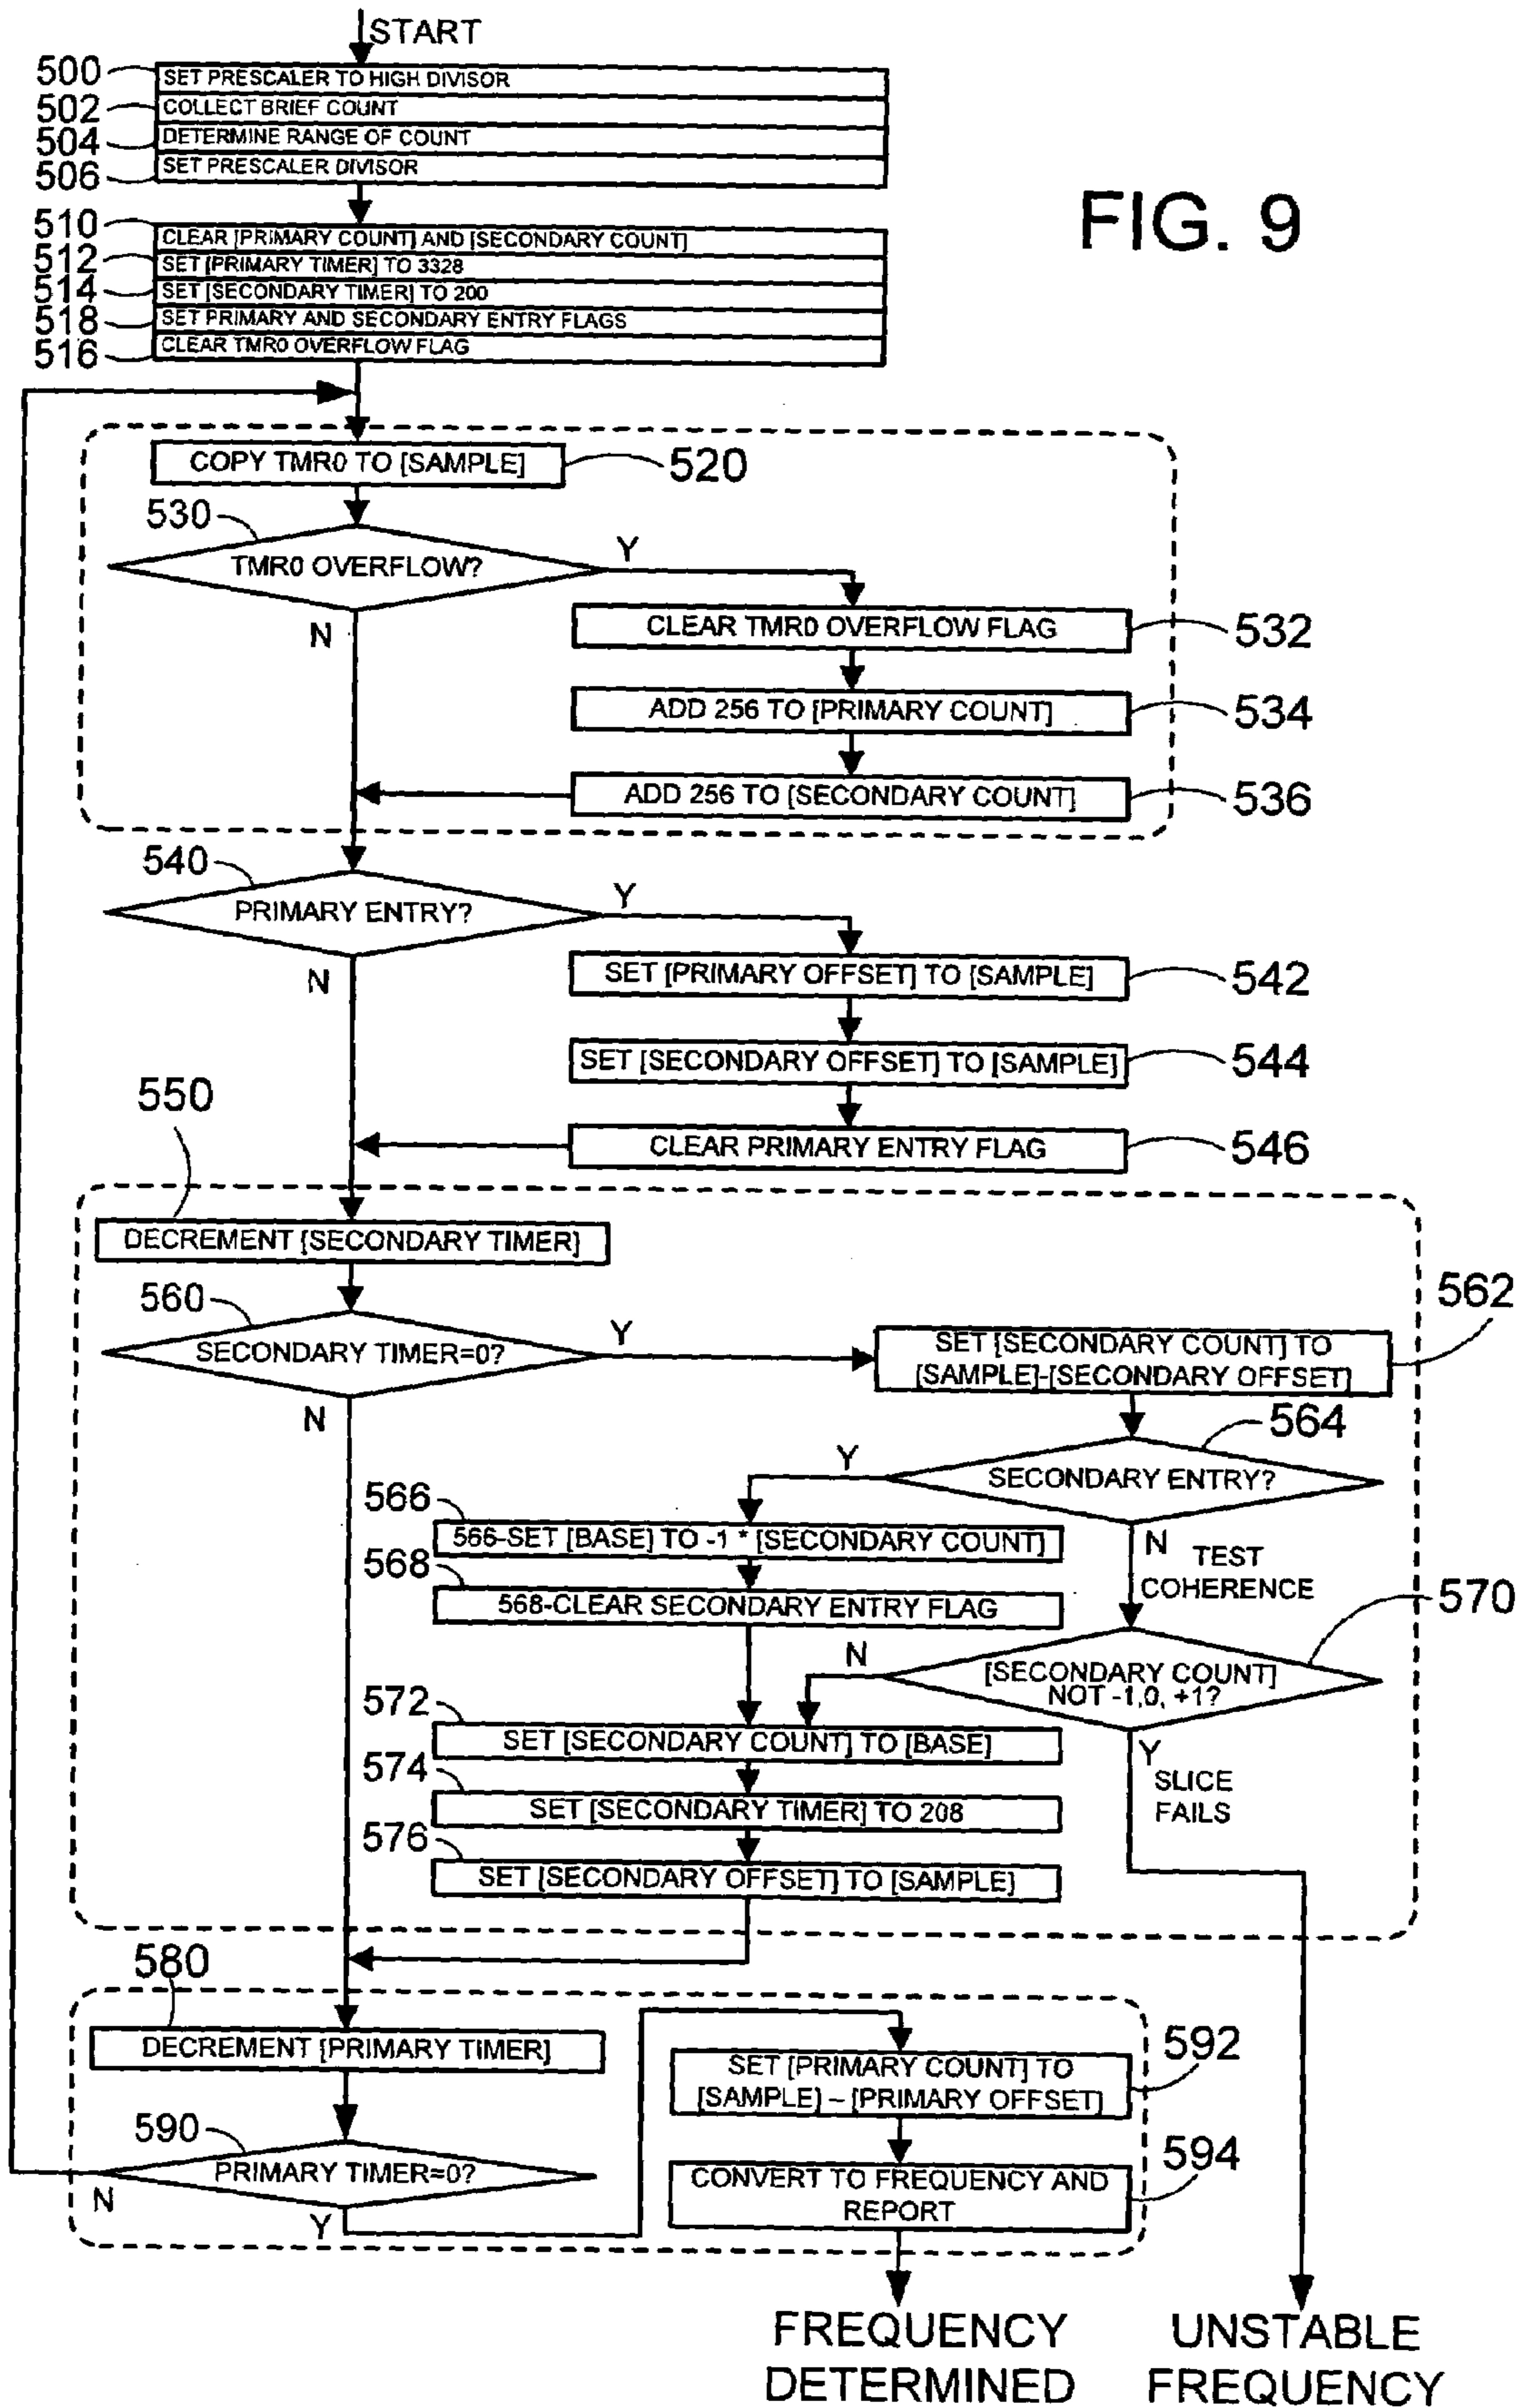 START
500
SET PRESCALER TO HIGH DIVISOR
502
COLLECT BRIEF COUNT
504
DETERMINE RANGE OF COUNT
506
SET PRESCALER DIVISOR
FIG. 9
510
CLEAR [PRIMARY COUNT] AND [SECONDARY COUNT]
512
SET [PRIMARY TIMER] TO 3328
514
SET [SECONDARY TIMER] TO 200
518
SET PRIMARY AND SECONDARY ENTRY FLAGS
516
CLEAR TMR0 OVERFLOW FLAG
COPY TMR0 TO [SAMPLE]
520
530
TMR0 OVERFLOW?
Y
N
CLEAR TMR0 OVERFLOW FLAG
532
ADD 256 TO [PRIMARY COUNT]
534
ADD 256 TO [SECONDARY COUNT]
536
540
PRIMARY ENTRY?
Y
N
SET [PRIMARY OFFSET] TO [SAMPLE]
542
SET [SECONDARY OFFSET] TO [SAMPLE]
544
CLEAR PRIMARY ENTRY FLAG
546
550
DECREMENT [SECONDARY TIMER]
560
SECONDARY TIMER=0?
Y
N
SET [SECONDARY COUNT] TO
[SAMPLE]-[SECONDARY OFFSET]
562
564
SECONDARY ENTRY?
Y
N
TEST
COHERENCE
566
566-SET [BASE] TO -1 * [SECONDARY COUNT]
568
568-CLEAR SECONDARY ENTRY FLAG
570
[SECONDARY COUNT]
NOT -1,0, +1?
N
Y
SLICE
FAILS
572
SET [SECONDARY COUNT] TO [BASE]
574
SET [SECONDARY TIMER] TO 208
576
SET [SECONDARY OFFSET] TO [SAMPLE]
580
DECREMENT [PRIMARY TIMER]
590
PRIMARY TIMER=0?
N
Y
SET [PRIMARY COUNT] TO
[SAMPLE] – [PRIMARY OFFSET]
592
CONVERT TO FREQUENCY AND
REPORT
594
FREQUENCY
DETERMINED
UNSTABLE
FREQUENCY